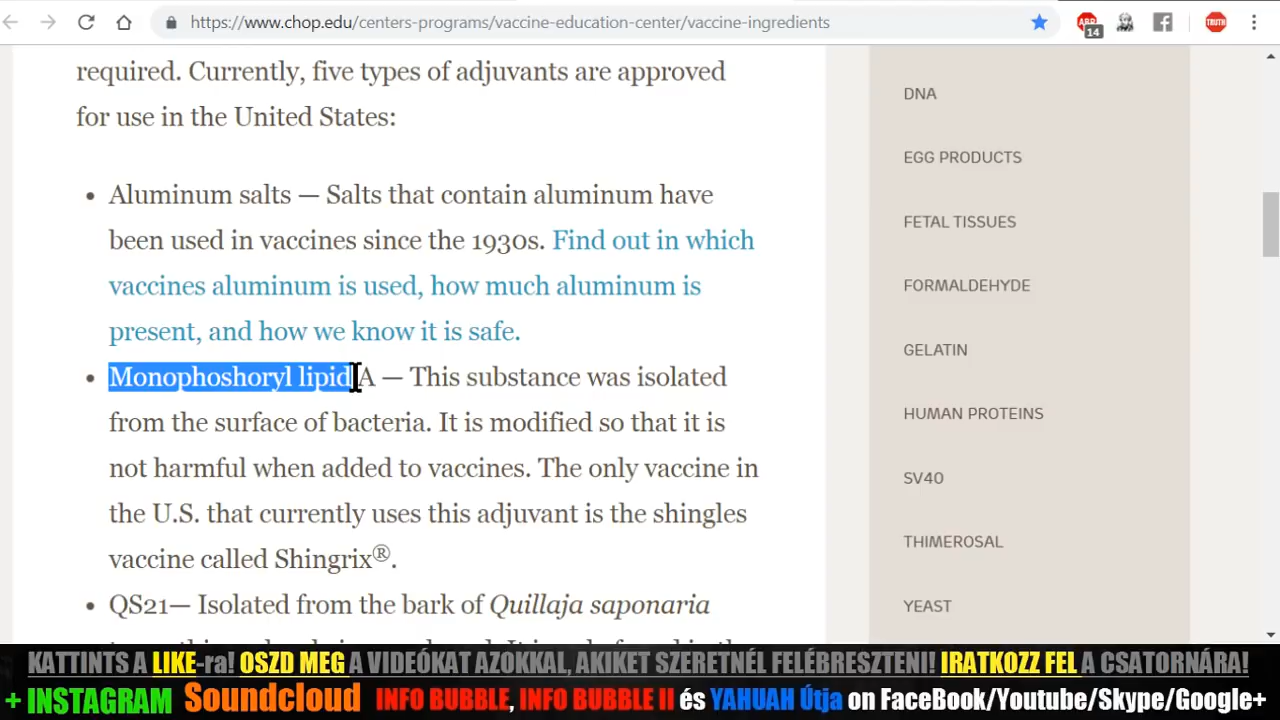 https://www.chop.edu/centers-programs/vaccine-education-center/vaccine-ingredients
ABP
14
TRUTH
required. Currently, five types of adjuvants are approved
for use in the United States:
• Aluminum salts — Salts that contain aluminum have
been used in vaccines since the 1930s. Find out in which
vaccines aluminum is used, how much aluminum is
present, and how we know it is safe.
• Monophoshoryl lipid A — This substance was isolated
from the surface of bacteria. It is modified so that it is
not harmful when added to vaccines. The only vaccine in
the U.S. that currently uses this adjuvant is the shingles
vaccine called Shingrix®.
• QS21— Isolated from the bark of Quillaja saponaria
DNA
EGG PRODUCTS
FETAL TISSUES
FORMALDEHYDE
GELATIN
HUMAN PROTEINS
SV40
THIMEROSAL
YEAST
KATTINTS A LIKE-ra! OSZD MEG A VIDEÓKAT AZOKKAL, AKIKET SZERETNÉL FELÉBRESZTENI! IRATKOZZ FEL A CSATORNÁRA!
+ INSTAGRAM Soundcloud INFO BUBBLE, INFO BUBBLE II és YAHUAH Útja on FaceBook/Youtube/Skype/Google+